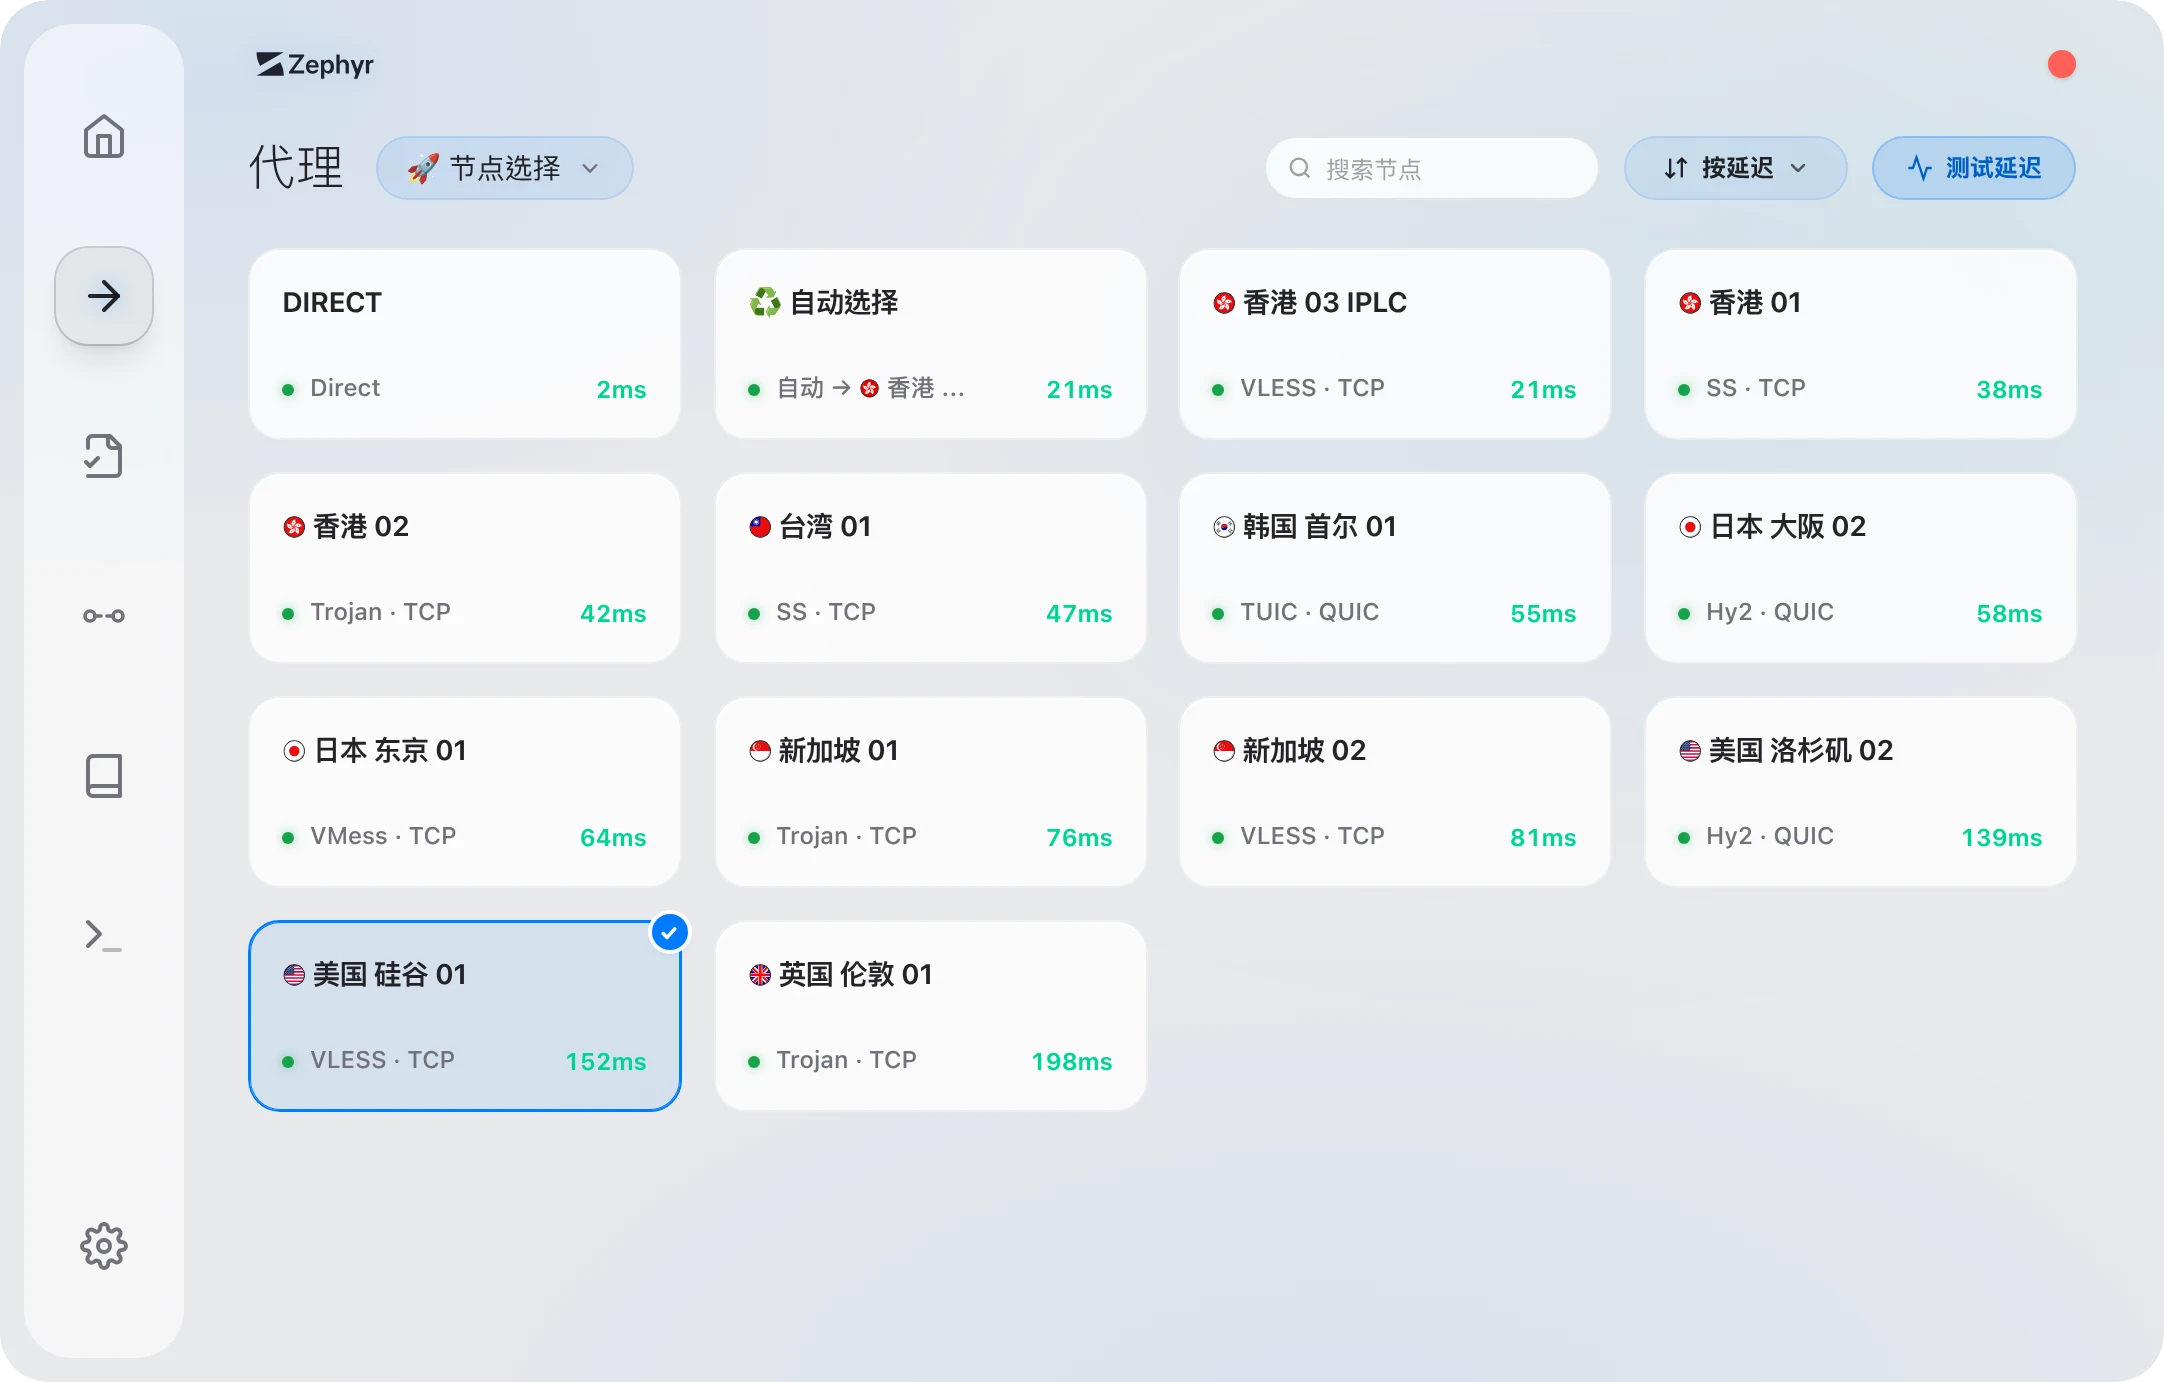 Zephyr
代理
🚀 节点选择
搜索节点
按延迟
测试延迟
DIRECT
Direct
2ms
♻️ 自动选择
自动 → 🇭🇰 香港 ...
21ms
🇭🇰 香港 03 IPLC
VLESS · TCP
21ms
🇭🇰 香港 01
SS · TCP
38ms
🇭🇰 香港 02
Trojan · TCP
42ms
🇹🇼 台湾 01
SS · TCP
47ms
🇰🇷 韩国 首尔 01
TUIC · QUIC
55ms
🇯🇵 日本 大阪 02
Hy2 · QUIC
58ms
🇯🇵 日本 东京 01
VMess · TCP
64ms
🇸🇬 新加坡 01
Trojan · TCP
76ms
🇸🇬 新加坡 02
VLESS · TCP
81ms
🇺🇸 美国 洛杉矶 02
Hy2 · QUIC
139ms
🇺🇸 美国 硅谷 01
VLESS · TCP
152ms
🇬🇧 英国 伦敦 01
Trojan · TCP
198ms